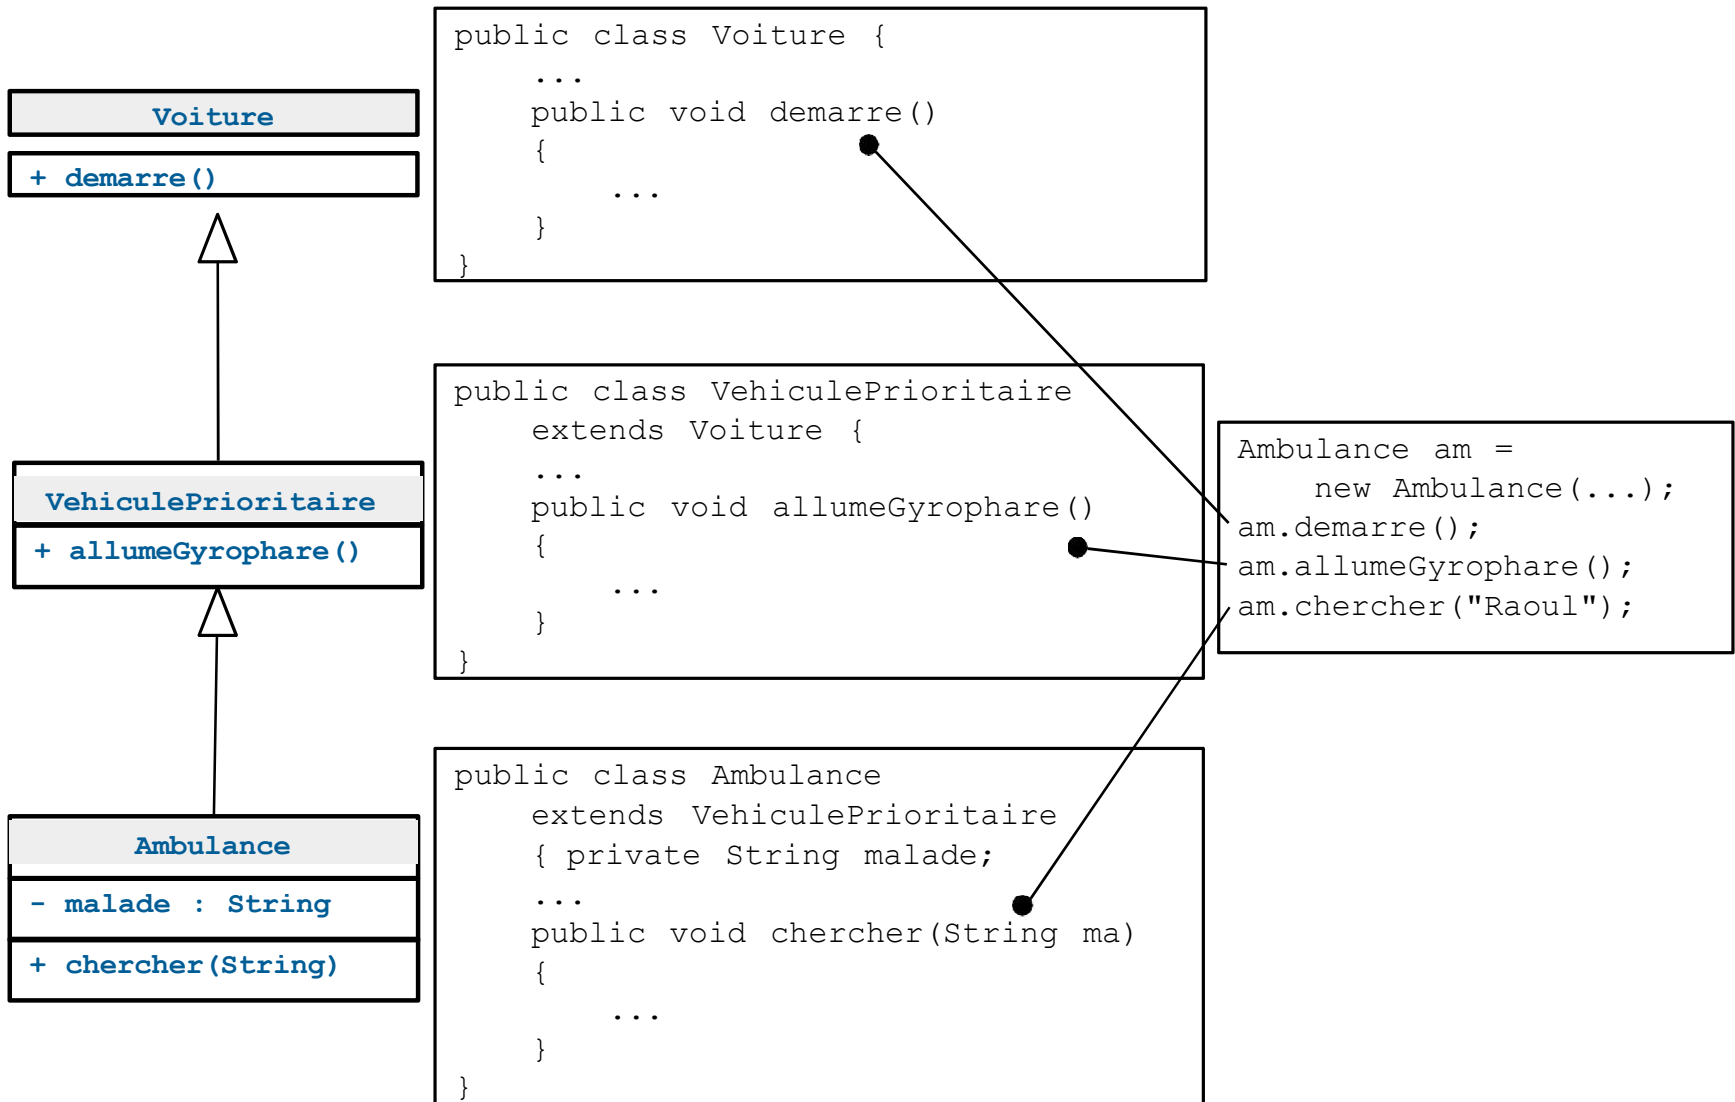 Voiture
+ demarre()
VehiculePrioritaire
+ allumeGyrophare()
Ambulance
- malade : String
+ chercher(String)
public class Voiture {
...
public void demarre()
{
...
}
}
public class VehiculePrioritaire
extends Voiture {
...
public void allumeGyrophare()
{
...
}
}
public class Ambulance
extends VehiculePrioritaire
{ private String malade;
...
public void chercher(String ma)
{
...
}
}
Ambulance am =
new Ambulance(...);
am.demarre();
am.allumeGyrophare();
am.chercher("Raoul");